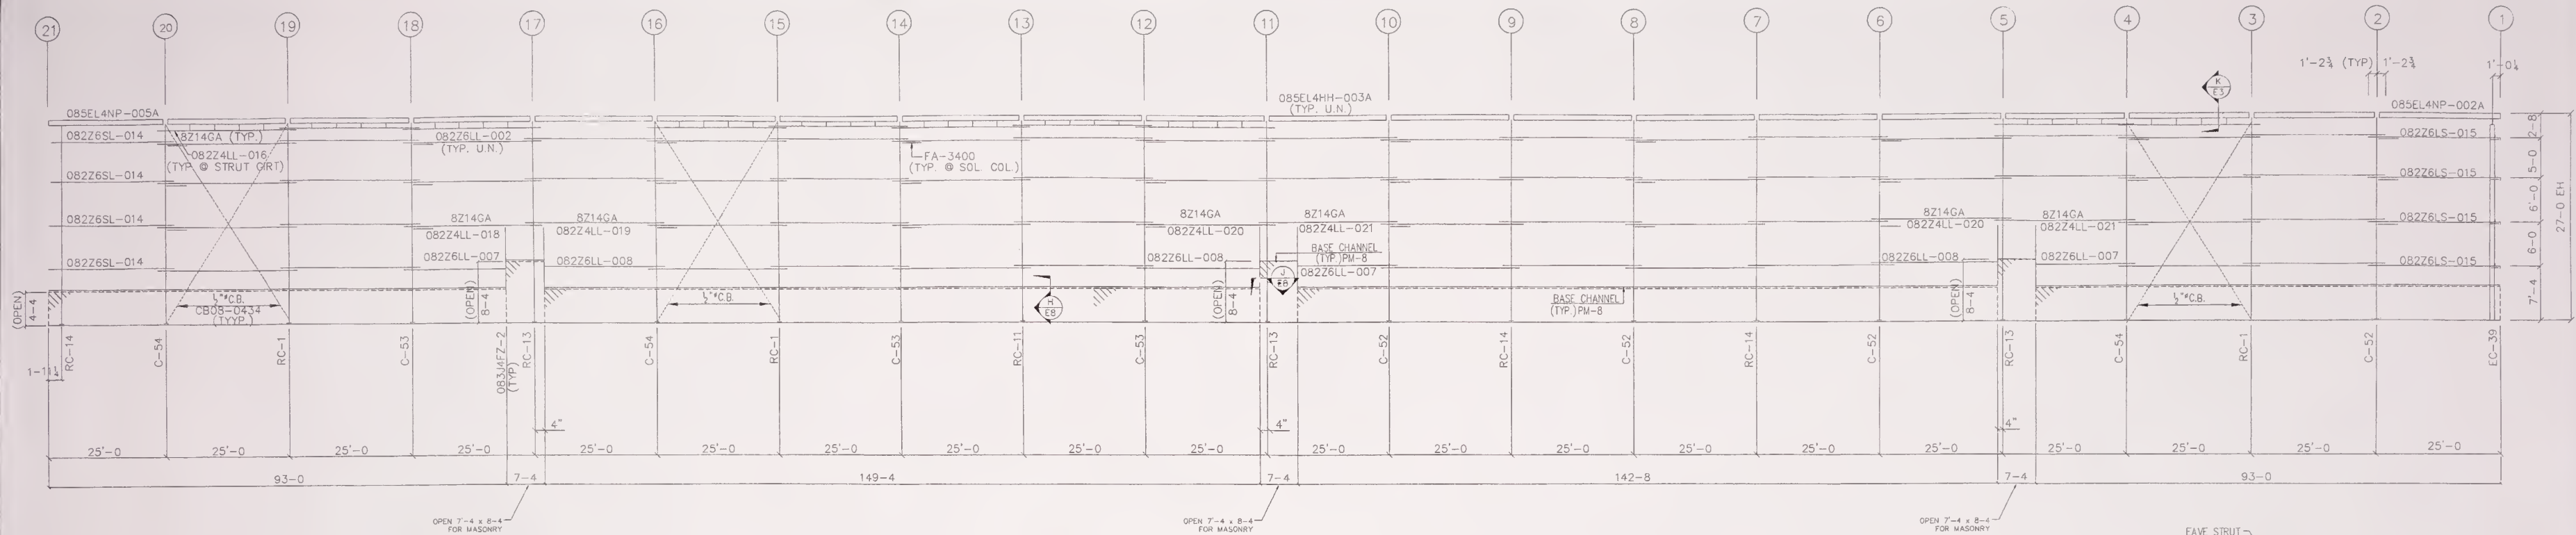 21 20 19 18 17 16 15 14 13 12 11 10 9 8 7 6 5 4 3 2 1
1'-2¾ (TYP) 1'-2¾ 1'-0¼
K
E3
085EL4NP-005A
085EL4HH-003A
(TYP. U.N.)
085EL4NP-002A
082Z6SL-014
8Z14GA (TYP.)
082Z6LL-002
(TYP. U.N.)
082Z6LS-015
2-8
082Z4LL-016
(TYP @ STRUT GIRT)
FA-3400
(TYP. @ SOL. COL.)
5-0
082Z6SL-014
082Z6LS-015
6'-0
27-0 EH
082Z6SL-014
8Z14GA
8Z14GA
8Z14GA
8Z14GA
8Z14GA
8Z14GA
082Z6LS-015
082Z4LL-018
082Z4LL-019
082Z4LL-020
082Z4LL-021
082Z4LL-020
082Z4LL-021
6-0
BASE CHANNEL
(TYP.)PM-8
082Z6SL-014
082Z6LL-007
082Z6LL-008
082Z6LL-008
082Z6LL-007
082Z6LL-008
082Z6LL-007
082Z6LS-015
J
E8
(OPEN)
4-4
½"ᵠC.B.
CB08-0434
(TYYP.)
(OPEN)
8-4
½"ᵠC.B.
H
E8
(OPEN)
8-4
BASE CHANNEL
(TYP.)PM-8
(OPEN)
8-4
½"ᵠC.B.
7'-4
RC-14 C-54 RC-1 C-53 083J4FZ-2 (TYP) RC-13 C-54 RC-1 C-53 RC-11 C-53 RC-13 C-52 RC-14 C-52 RC-14 C-52 RC-13 C-54 RC-1 C-52 EC-39
4" 4" 4"
25'-0 25'-0 25'-0 25'-0 25'-0 25'-0 25'-0 25'-0 25'-0 25'-0 25'-0 25'-0 25'-0 25'-0 25'-0 25'-0 25'-0 25'-0 25'-0 25'-0
93-0 7-4 149-4 7-4 142-8 7-4 93-0
OPEN 7'-4 x 8-4
FOR MASONRY
OPEN 7'-4 x 8-4
FOR MASONRY
OPEN 7'-4 x 8-4
FOR MASONRY
EAVE STRUT